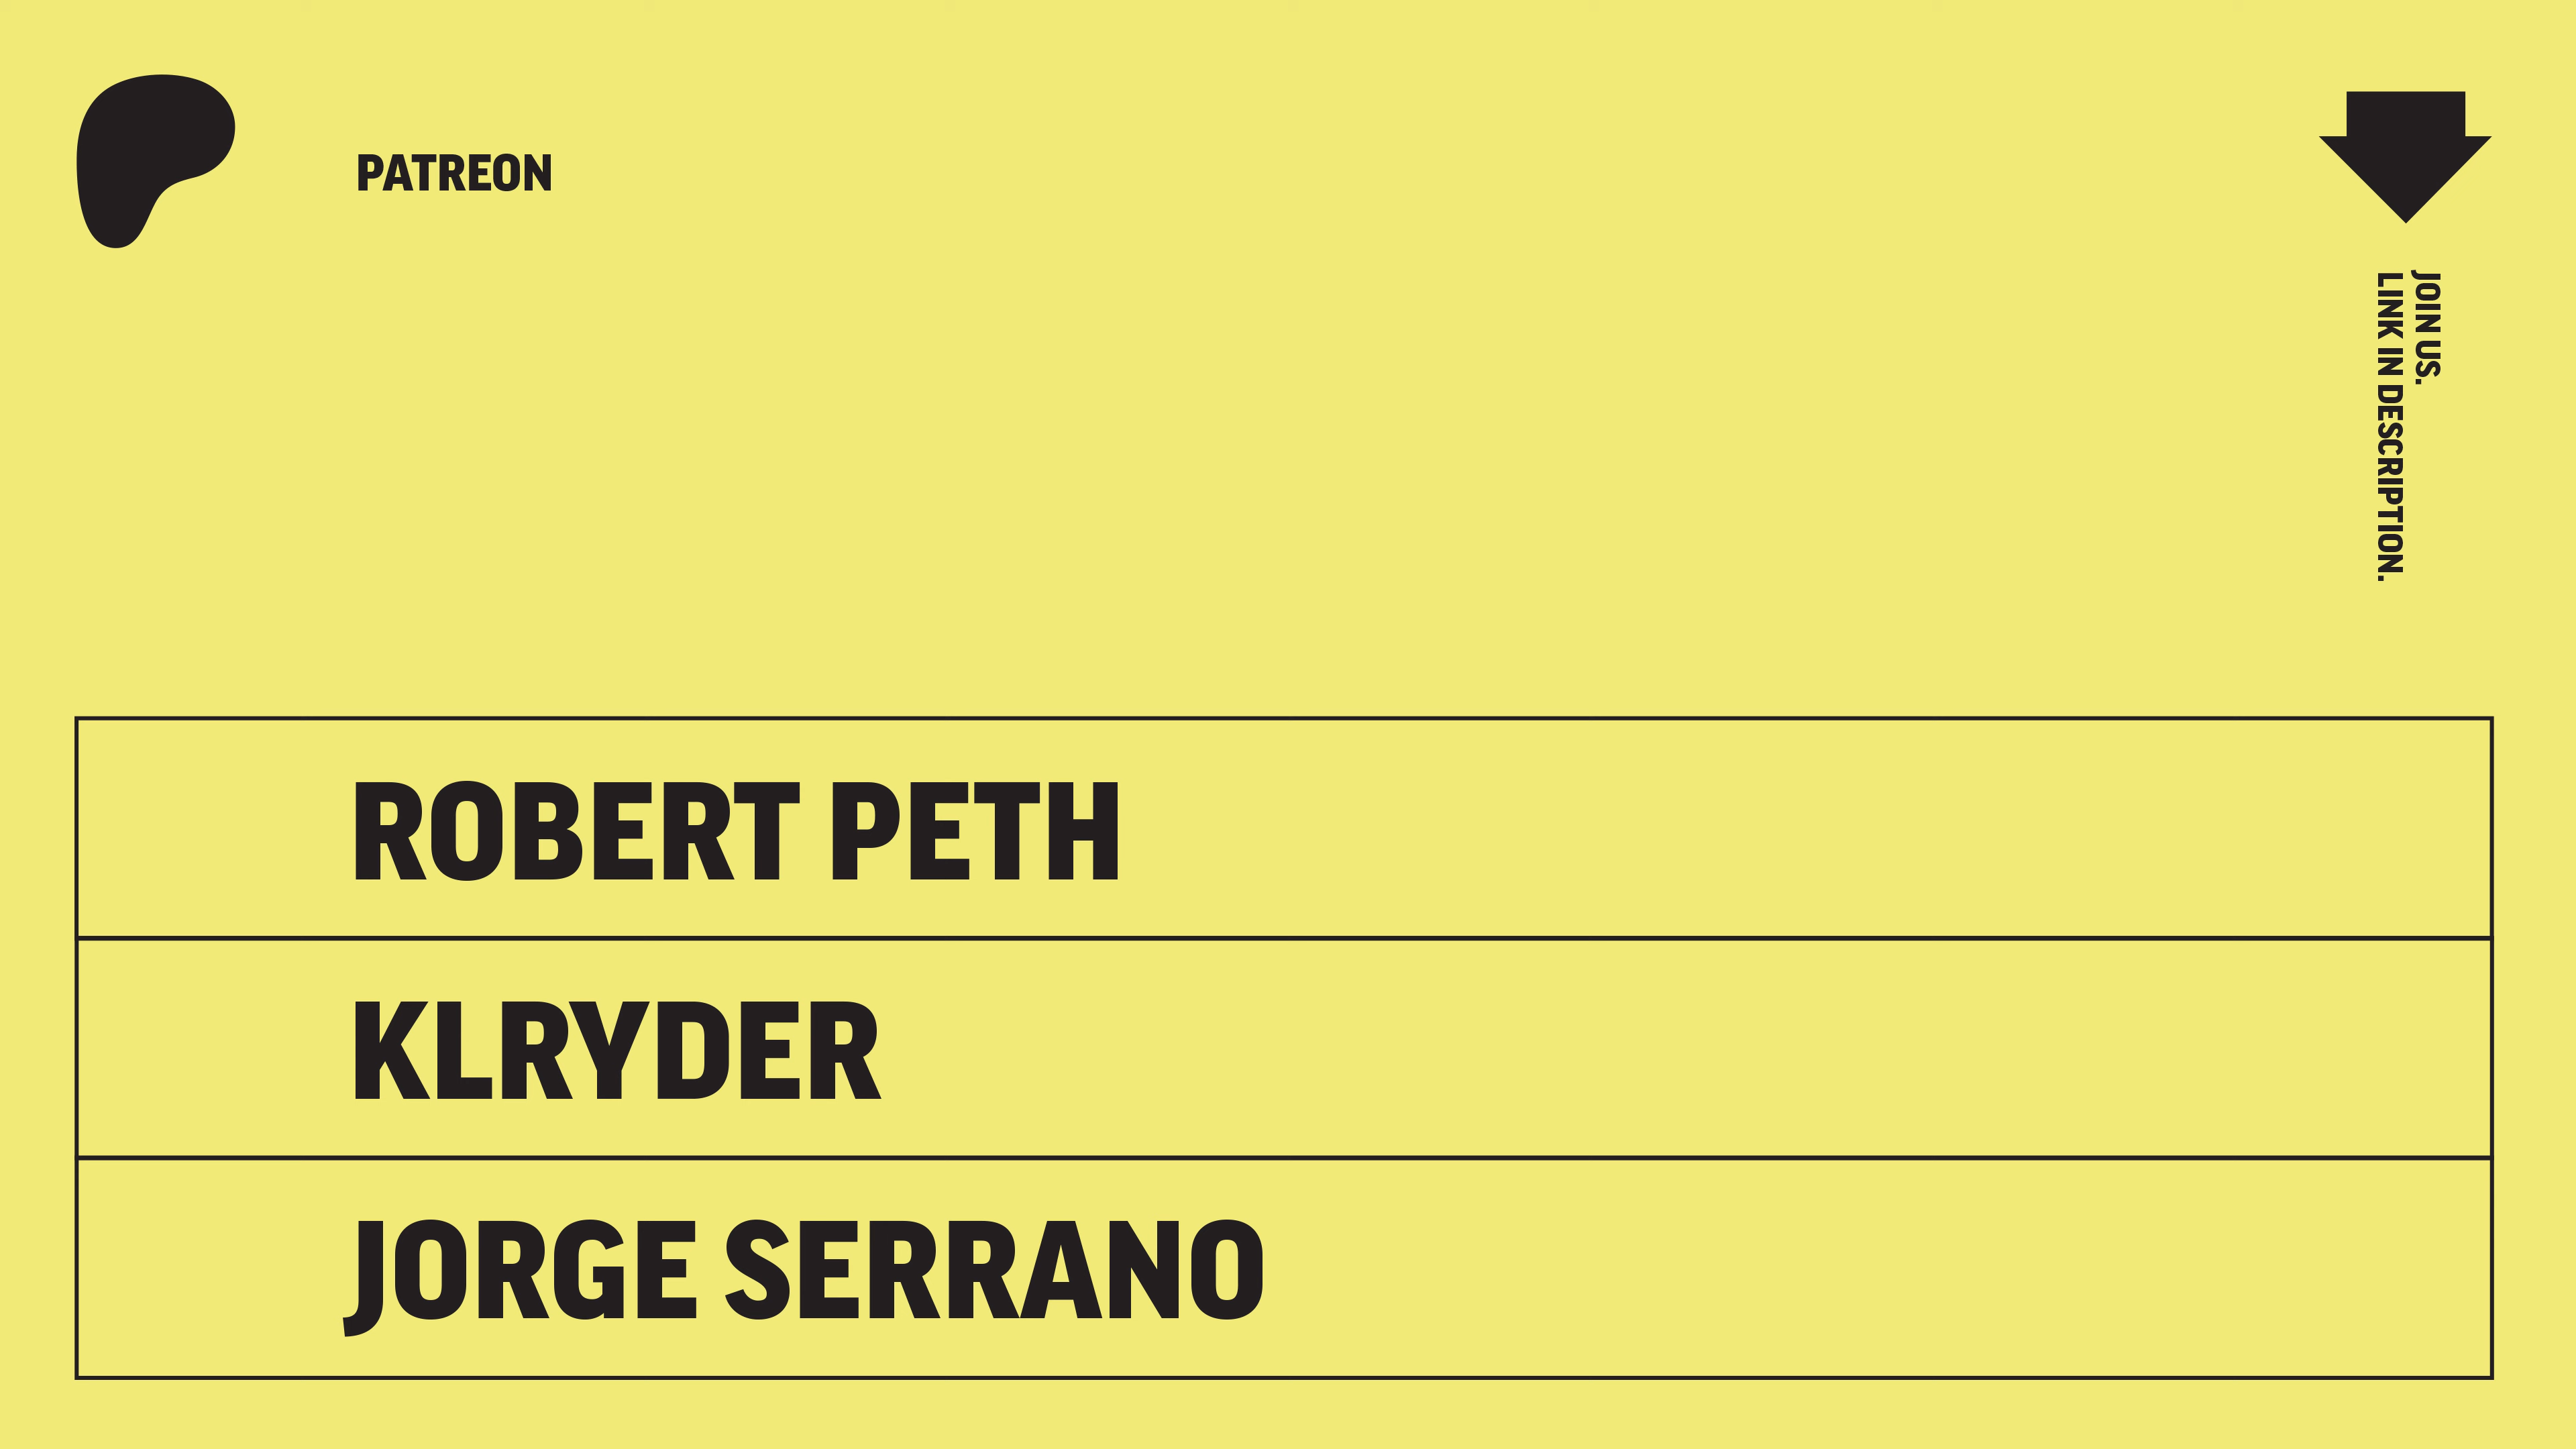 PATREON
JOIN US.
LINK IN DESCRIPTION.
ROBERT PETH
KLRYDER
JORGE SERRANO